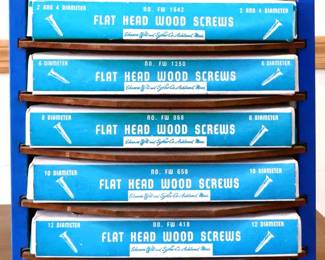 2 AND 4 DIAMETER NO. FW 1642 2 AND 4 DIAMETER
FLAT HEAD WOOD SCREWS
6 DIAMETER NO. FW 1250 6 DIAMETER
FLAT HEAD WOOD SCREWS
8 DIAMETER NO. FW 868 8 DIAMETER
FLAT HEAD WOOD SCREWS
10 DIAMETER NO. FW 658 10 DIAMETER
FLAT HEAD WOOD SCREWS
12 DIAMETER NO. FW 418 12 DIAMETER
FLAT HEAD WOOD SCREWS